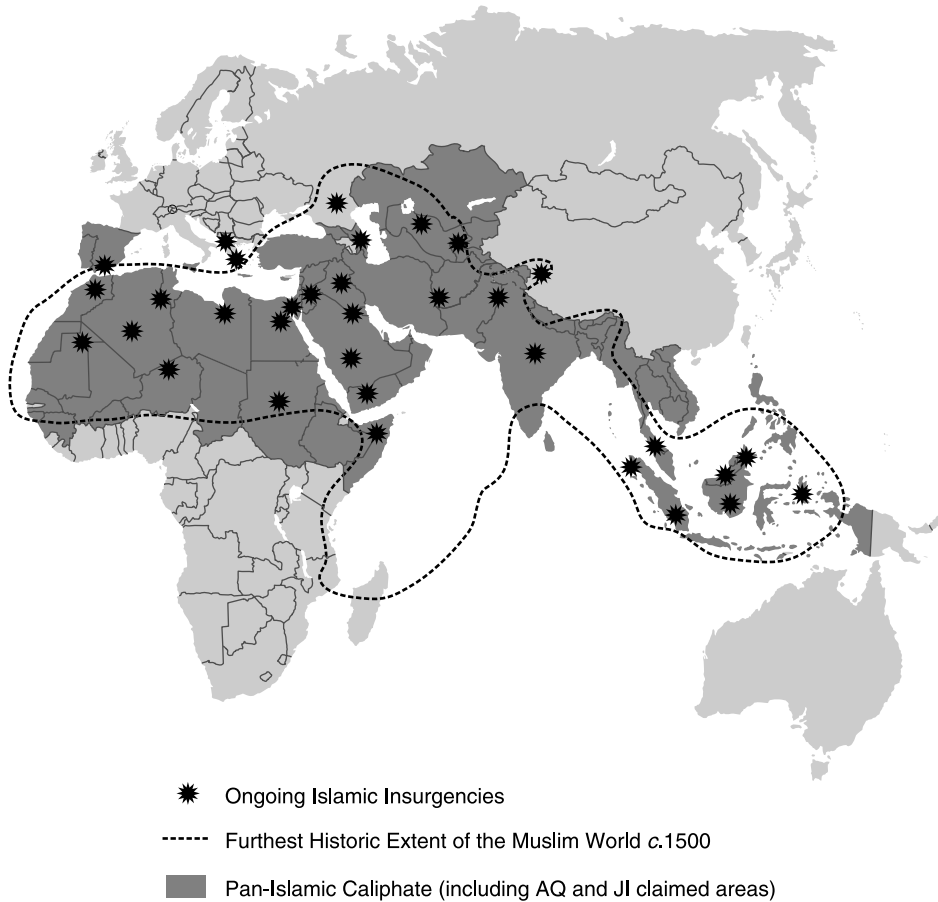 Ongoing Islamic Insurgencies
Furthest Historic Extent of the Muslim World c.1500
Pan-Islamic Caliphate (including AQ and JI claimed areas)